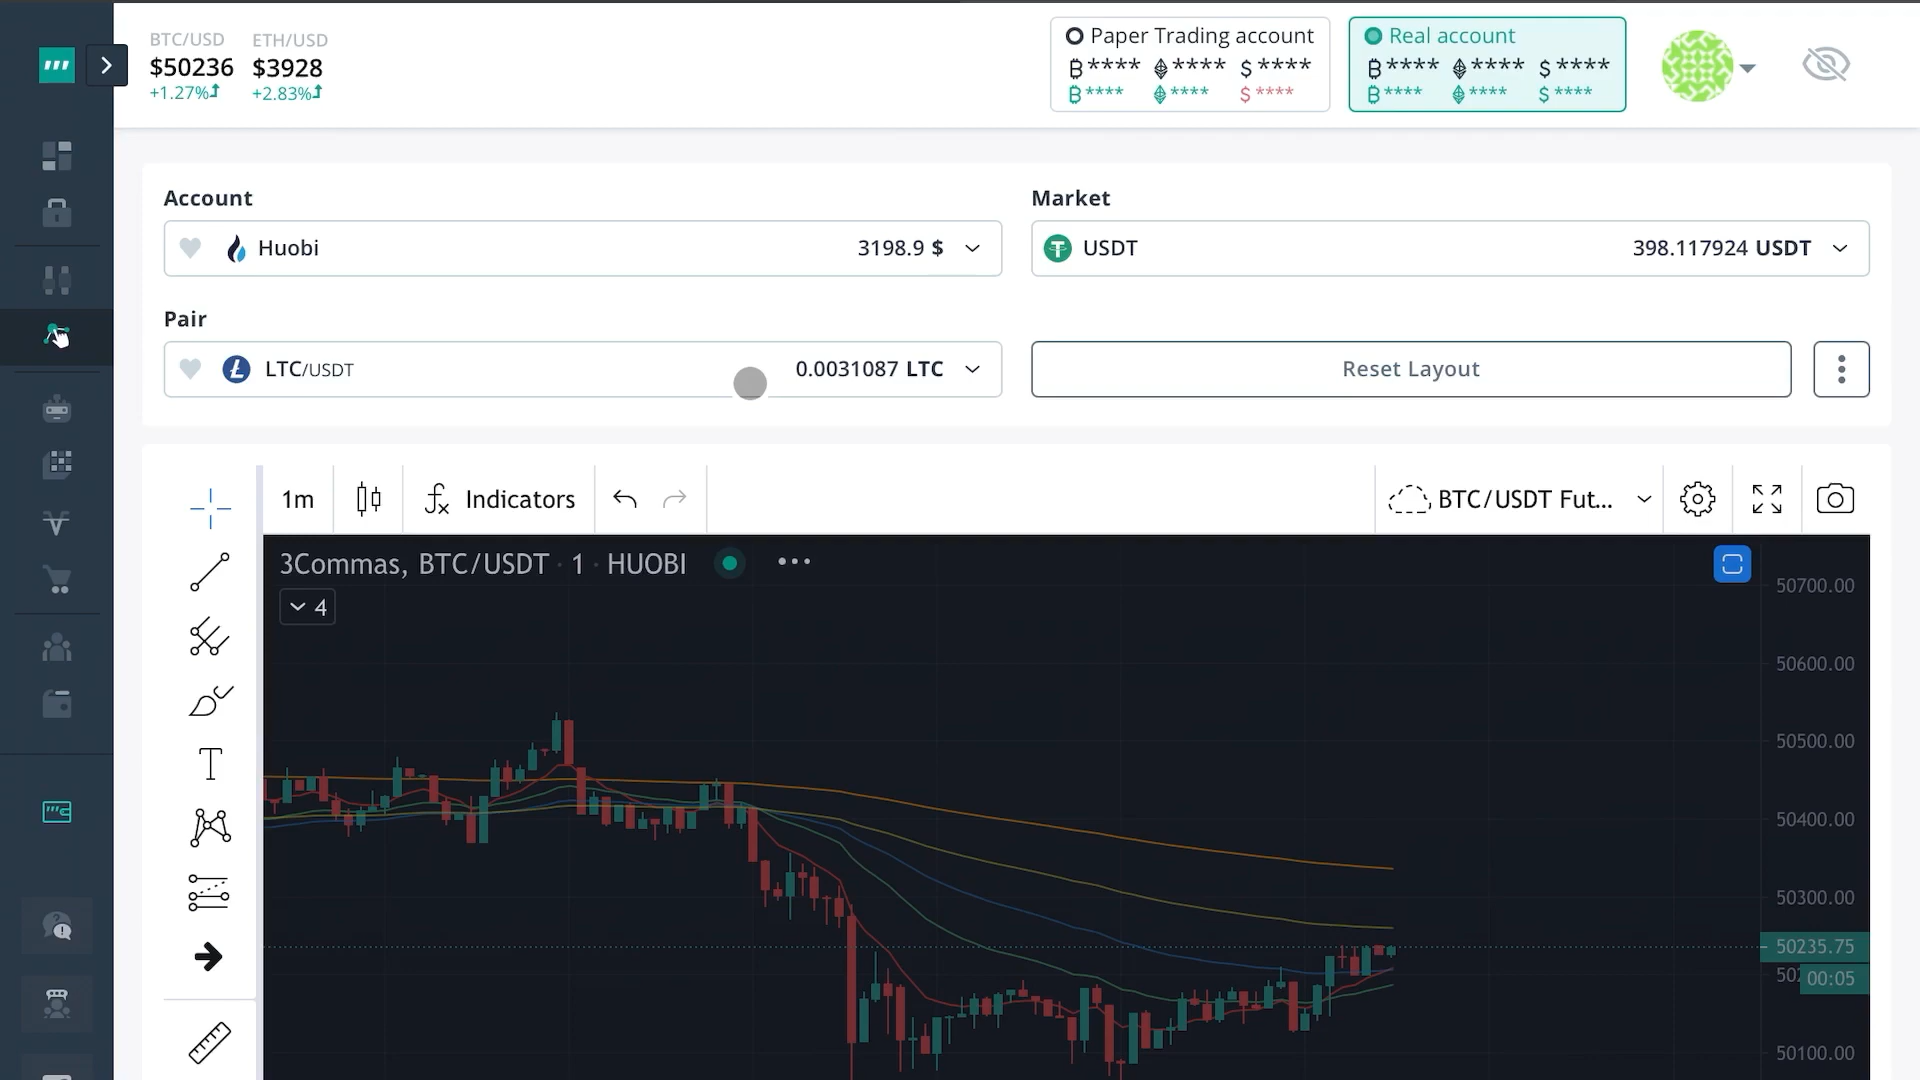 BTC/USD ETH/USD
$50236 $3928
+1.27% +2.83%
Paper Trading account
**** **** $ ****
**** **** $ ****
Real account
**** **** $ ****
**** **** $ ****
Account
Huobi 3198.9 $
Market
USDT 398.117924 USDT
Pair
LTC/USDT 0.0031087 LTC
Reset Layout
1m Indicators BTC/USDT Fut...
3Commas, BTC/USDT · 1 · HUOBI
4
50700.00
50600.00
50500.00
50400.00
50300.00
50235.75
00:05
50100.00